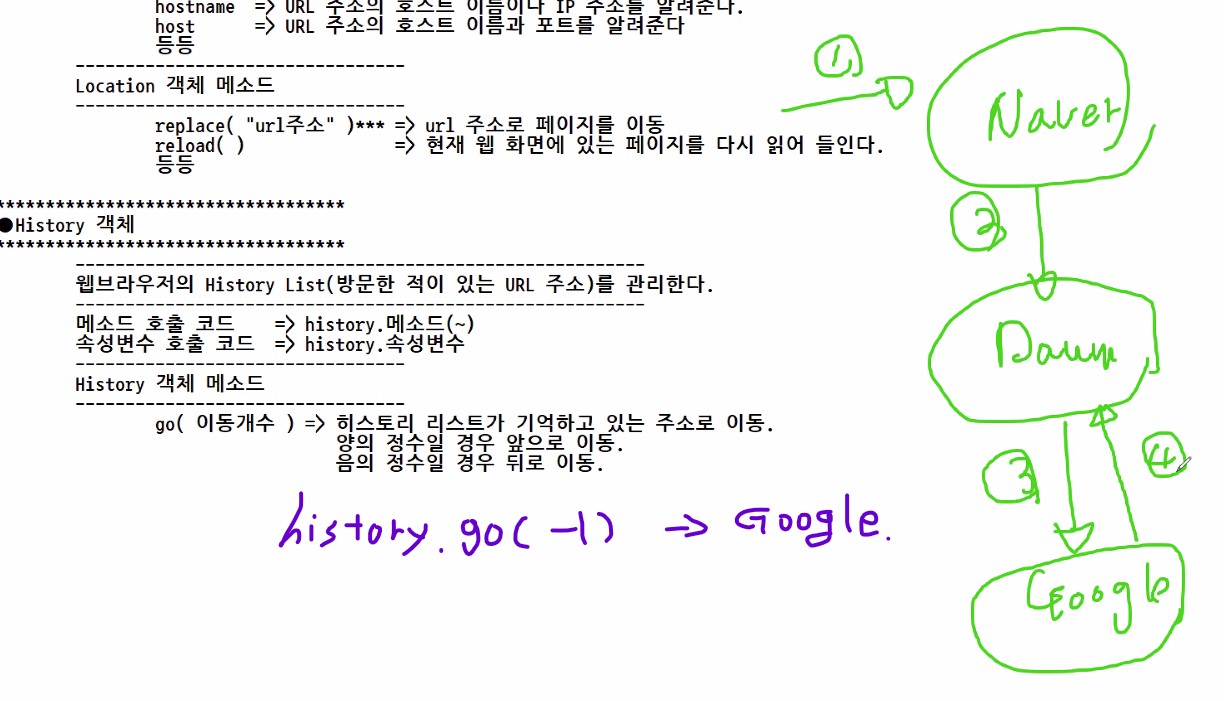 hostname => URL 주소의 호스트 이름이나 IP 주소를 알려준다.
host => URL 주소의 호스트 이름과 포트를 알려준다
등등
---------------------------------
Location 객체 메소드
---------------------------------
replace( "url주소" )*** => url 주소로 페이지를 이동
reload( ) => 현재 웹 화면에 있는 페이지를 다시 읽어 들인다.
등등
***********************************
●History 객체
***********************************
---------------------------------------------------------
웹브라우저의 History List(방문한 적이 있는 URL 주소)를 관리한다.
---------------------------------------------------------
메소드 호출 코드 => history.메소드(~)
속성변수 호출 코드 => history.속성변수
---------------------------------
History 객체 메소드
---------------------------------
go( 이동개수 ) => 히스토리 리스트가 기억하고 있는 주소로 이동.
양의 정수일 경우 앞으로 이동.
음의 정수일 경우 뒤로 이동.
history.go(-1) → Google.
①
Naver
②
Daum
③
④
Google